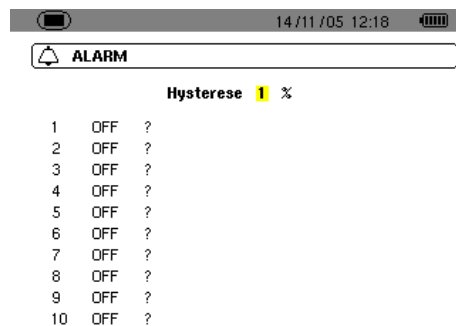 14/11/05 12:18
ALARM
Hysterese 1 %
1 OFF ?
2 OFF ?
3 OFF ?
4 OFF ?
5 OFF ?
6 OFF ?
7 OFF ?
8 OFF ?
9 OFF ?
10 OFF ?